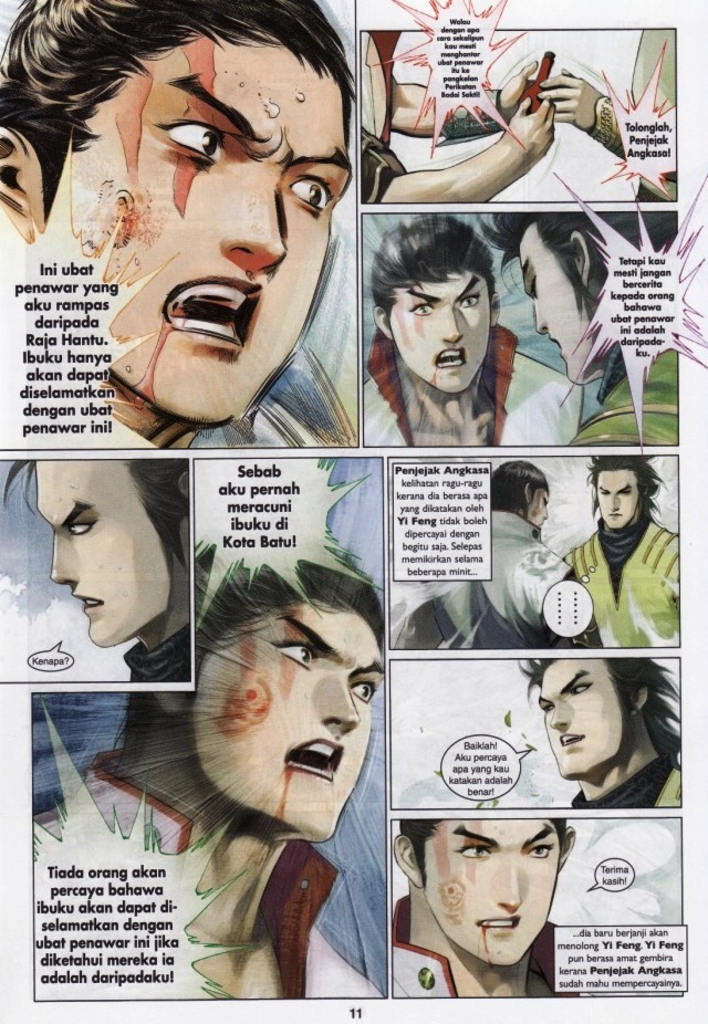 Ini ubat
penawar yang
aku rampas
daripada
Raja Hantu.
Ibuku hanya
akan dapat
diselamatkan
dengan ubat
penawar ini!
Walau
dengan apa
cara sekalipun
kau mesti
menghantar
ubat penawar
itu ke
pangkalan
Perikatan
Badai Sakti!
Tolonglah,
Penjejak
Angkasa!
Tetapi kau
mesti jangan
bercerita
kepada orang
bahawa ubat
penawar
ini adalah
daripada-
ku.
Kenapa?
Sebab
aku pernah
meracuni
ibuku di
Kota Batu!
Tiada orang akan
percaya bahawa
ibuku akan dapat di-
selamatkan dengan
ubat penawar ini jika
diketahui mereka ia
adalah daripadaku!
Penjejak Angkasa
kelihatan ragu-ragu
kerana dia berasa apa
yang dikatakan oleh
Yi Feng tidak boleh
dipercayai dengan
begitu saja. Selepas
memikirkan selama
beberapa minit...
Baiklah!
Aku percaya
apa yang kau
katakan adalah
benar!
Terima
kasih!
...dia baru berjanji akan
menolong Yi Feng. Yi Feng
pun berasa amat gembira
kerana Penjejak Angkasa
sudah mahu mempercayainya.
11